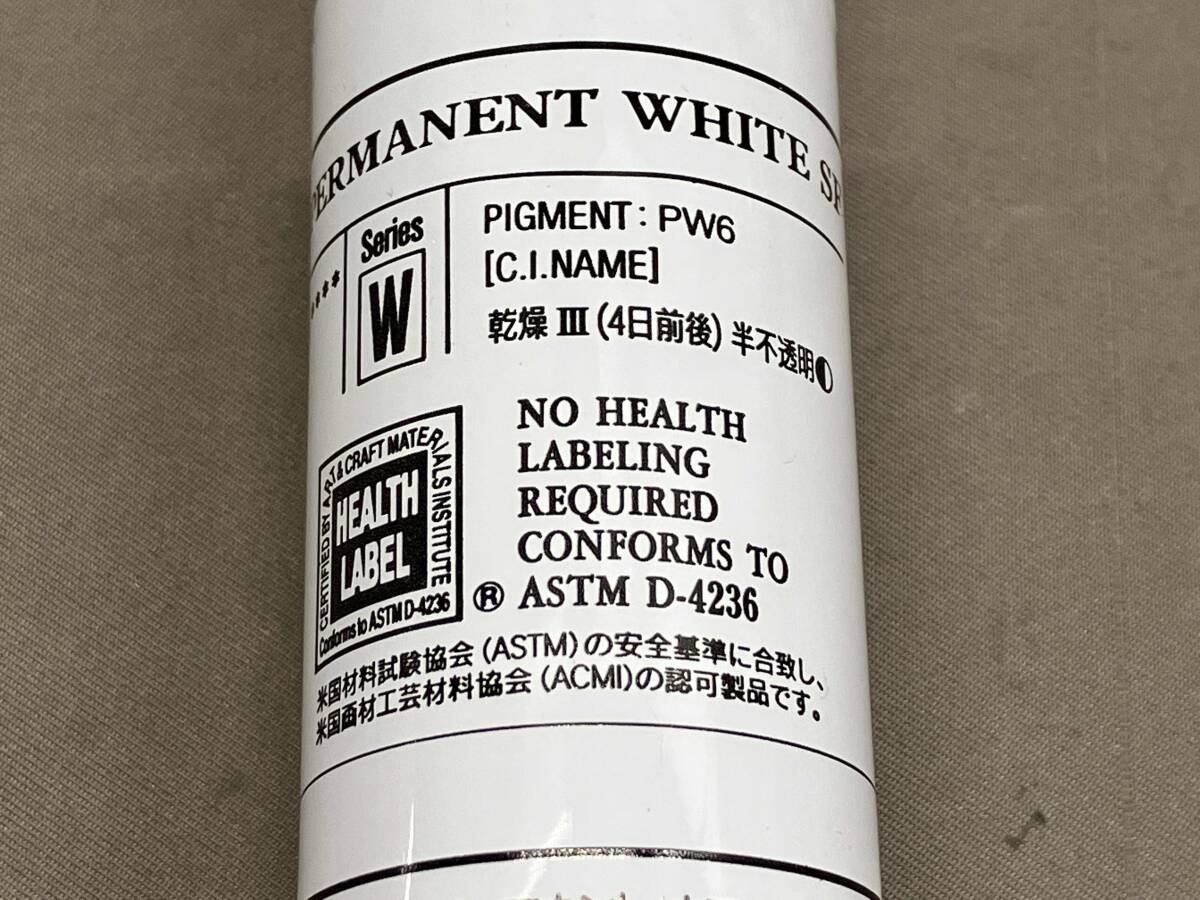 PERMANENT WHITE
****
Series
W
PIGMENT: PW6
[C.I.NAME]
乾燥 III (4日前後) 半不透明◐
CERTIFIED BY ART & CRAFT MATERIALS INSTITUTE
HEALTH
LABEL
Conforms to ASTM D-4236
®
NO HEALTH
LABELING
REQUIRED
CONFORMS TO
ASTM D-4236
米国材料試験協会(ASTM)の安全基準に合致し、
米国画材工芸材料協会(ACMI)の認可製品です。